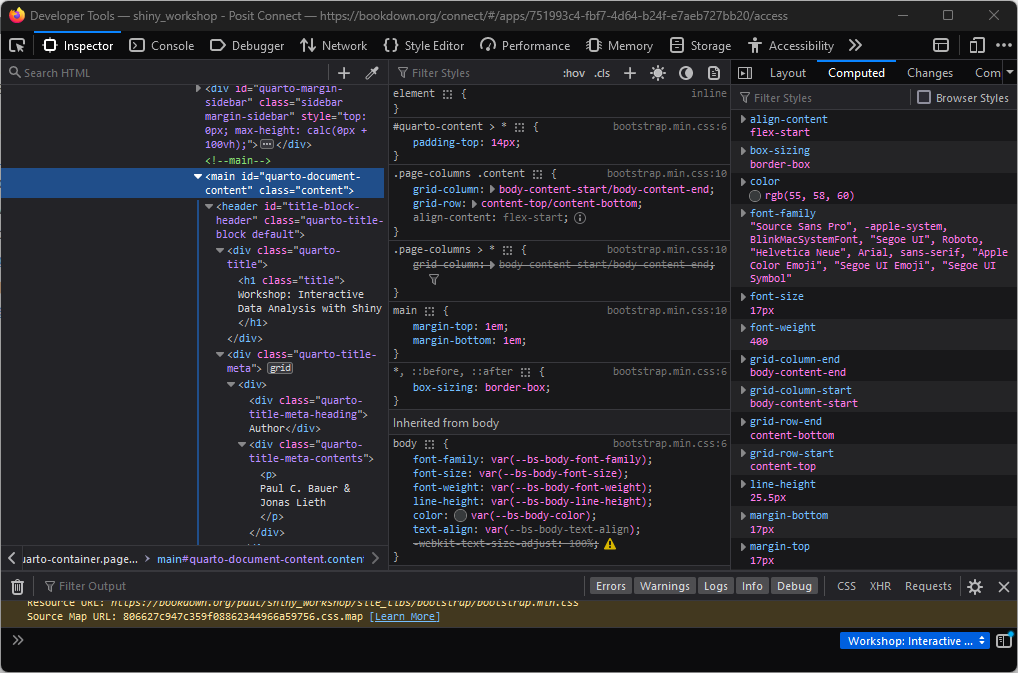 Developer Tools — shiny_workshop - Posit Connect — https://bookdown.org/connect/#/apps/751993c4-fbf7-4d64-b24f-e7aeb727bb20/access
Inspector Console Debugger Network Style Editor Performance Memory Storage Accessibility
Search HTML
<div id="quarto-margin-
sidebar" class="sidebar
margin-sidebar" style="top:
0px; max-height: calc(0px +
100vh);"> </div>
<!--main-->
<main id="quarto-document-
content" class="content">
<header id="title-block-
header" class="quarto-title-
block default">
<div class="quarto-
title">
<h1 class="title">
Workshop: Interactive
Data Analysis with Shiny
</h1>
</div>
<div class="quarto-title-
meta"> grid
<div>
<div class="quarto-
title-meta-heading">
Author</div>
<div class="quarto-
title-meta-contents">
<p>
Paul C. Bauer &
Jonas Lieth
</p>
</div>
uarto-container.page... > main#quarto-document-content.content
Filter Styles :hov .cls
element { inline
}
#quarto-content > * { bootstrap.min.css:6
padding-top: 14px;
}
.page-columns .content { bootstrap.min.css:10
grid-column: body-content-start/body-content-end;
grid-row: content-top/content-bottom;
align-content: flex-start;
}
.page-columns > * { bootstrap.min.css:10
grid-column: body-content-start/body-content-end;
}
main { bootstrap.min.css:10
margin-top: 1em;
margin-bottom: 1em;
}
*, ::before, ::after { bootstrap.min.css:6
box-sizing: border-box;
}
Inherited from body
body { bootstrap.min.css:6
font-family: var(--bs-body-font-family);
font-size: var(--bs-body-font-size);
font-weight: var(--bs-body-font-weight);
line-height: var(--bs-body-line-height);
color: var(--bs-body-color);
text-align: var(--bs-body-text-align);
-webkit-text-size-adjust: 100%;
}
Layout Computed Changes Com
Filter Styles Browser Styles
align-content
flex-start
box-sizing
border-box
color
rgb(55, 58, 60)
font-family
"Source Sans Pro", -apple-system,
BlinkMacSystemFont, "Segoe UI", Roboto,
"Helvetica Neue", Arial, sans-serif, "Apple
Color Emoji", "Segoe UI Emoji", "Segoe UI
Symbol"
font-size
17px
font-weight
400
grid-column-end
body-content-end
grid-column-start
body-content-start
grid-row-end
content-bottom
grid-row-start
content-top
line-height
25.5px
margin-bottom
17px
margin-top
17px
Filter Output Errors Warnings Logs Info Debug CSS XHR Requests
Resource URL: https://bookdown.org/paul/shiny_workshop/site_libs/bootstrap/bootstrap.min.css
Source Map URL: 806627c947c359f08862344966a59756.css.map [Learn More]
Workshop: Interactive ...